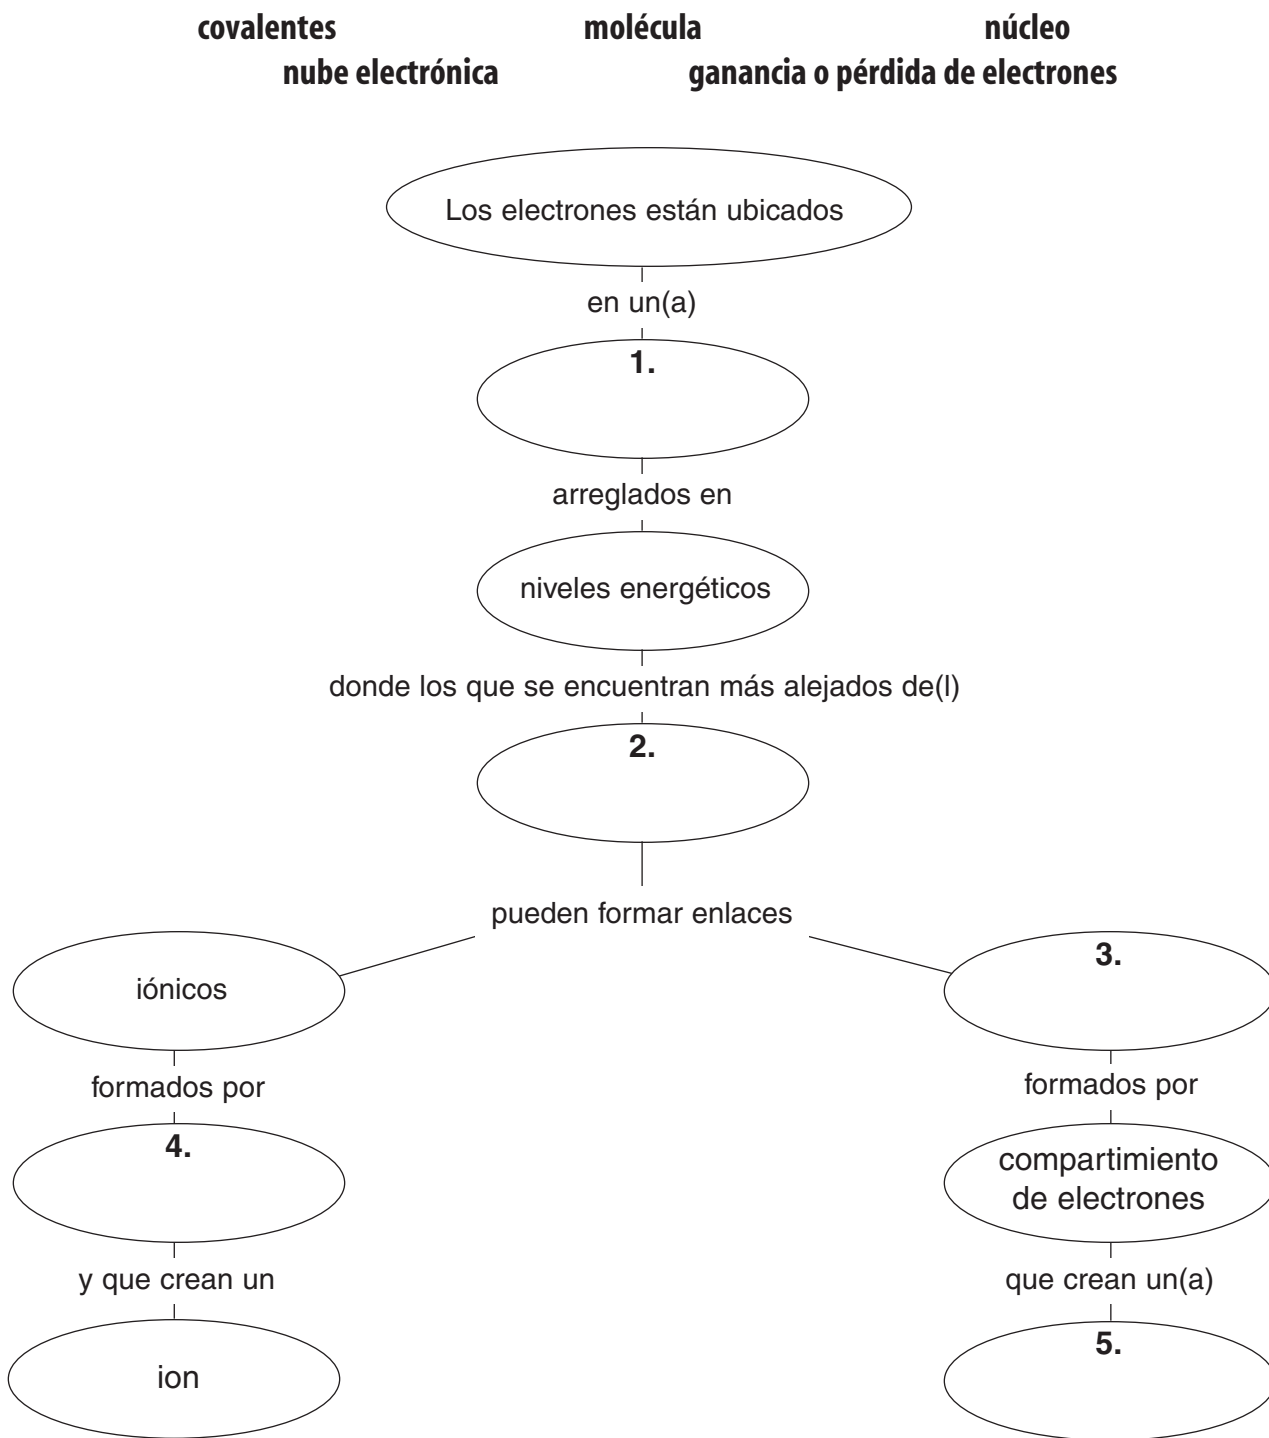 covalentes molécula núcleo
nube electrónica ganancia o pérdida de electrones
Los electrones están ubicados
en un(a)
1.
arreglados en
niveles energéticos
donde los que se encuentran más alejados de(l)
2.
pueden formar enlaces
iónicos
3.
formados por
formados por
4.
compartimiento
de electrones
y que crean un
que crean un(a)
ion
5.